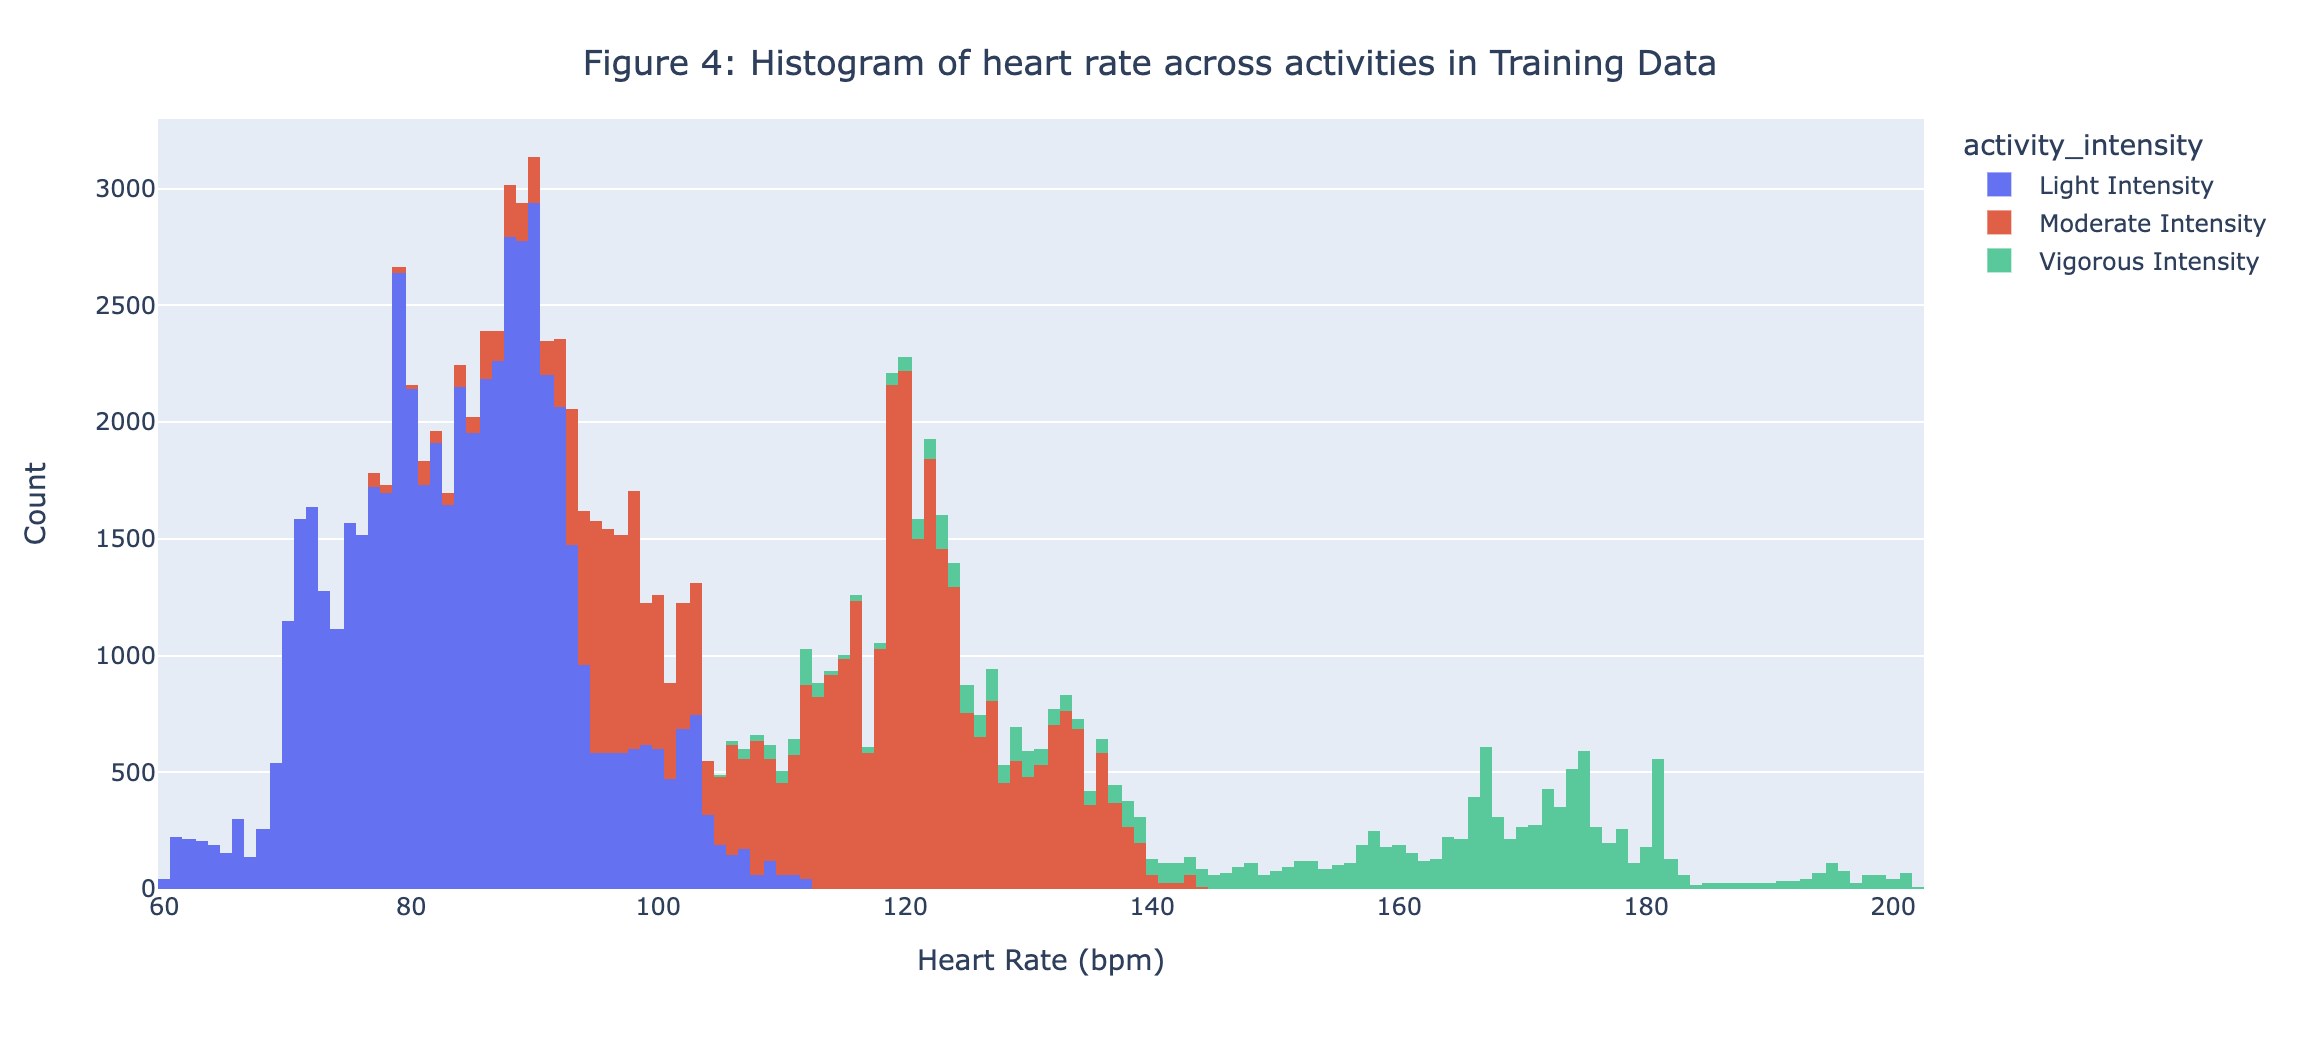 Figure 4: Histogram of heart rate across activities in Training Data
activity_intensity
Light Intensity
Moderate Intensity
Vigorous Intensity
3000
2500
2000
1500
1000
500
0
Count
60 80 100 120 140 160 180 200
Heart Rate (bpm)